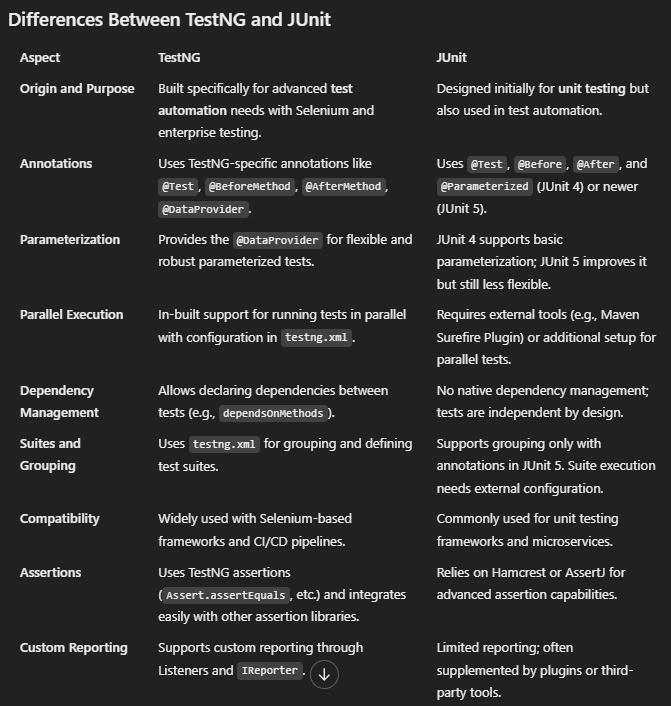 Differences Between TestNG and JUnit
Aspect TestNG JUnit
Origin and Purpose Built specifically for advanced test Designed initially for unit testing but
automation needs with Selenium and also used in test automation.
enterprise testing.
Annotations Uses TestNG-specific annotations like Uses @Test, @Before, @After, and
@Test, @BeforeMethod, @AfterMethod, @Parameterized (JUnit 4) or newer
@DataProvider. (JUnit 5).
Parameterization Provides the @DataProvider for flexible and JUnit 4 supports basic
robust parameterized tests. parameterization; JUnit 5 improves it
but still less flexible.
Parallel Execution In-built support for running tests in parallel Requires external tools (e.g., Maven
with configuration in testng.xml. Surefire Plugin) or additional setup for
parallel tests.
Dependency Allows declaring dependencies between No native dependency management;
Management tests (e.g., dependsOnMethods). tests are independent by design.
Suites and Uses testng.xml for grouping and defining Supports grouping only with
Grouping test suites. annotations in JUnit 5. Suite execution
needs external configuration.
Compatibility Widely used with Selenium-based Commonly used for unit testing
frameworks and CI/CD pipelines. frameworks and microservices.
Assertions Uses TestNG assertions Relies on Hamcrest or AssertJ for
(Assert.assertEquals, etc.) and integrates advanced assertion capabilities.
easily with other assertion libraries.
Custom Reporting Supports custom reporting through Limited reporting; often
Listeners and IReporter. supplemented by plugins or third-
party tools.